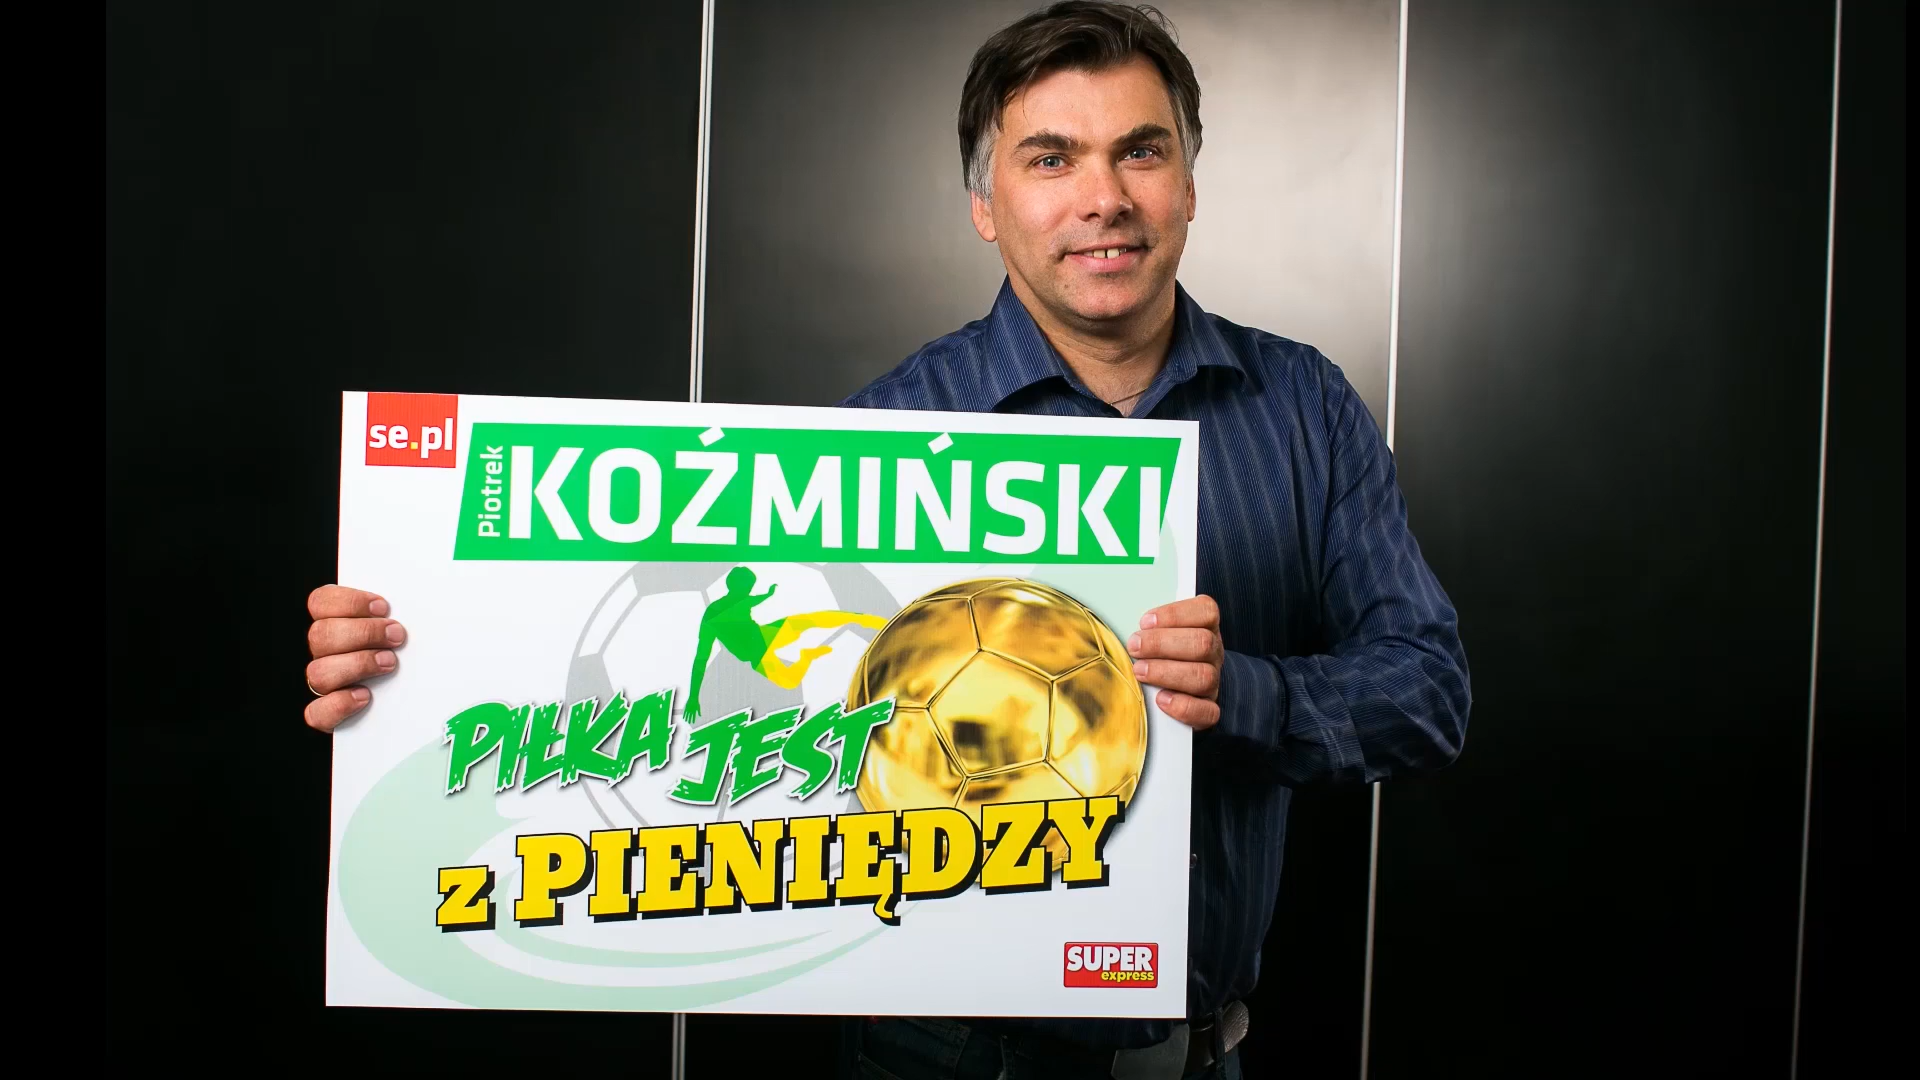 se.pl
Piotrek
KOŹMIŃSKI
PIŁKA JEST
z PIENIĘDZY
SUPER
express